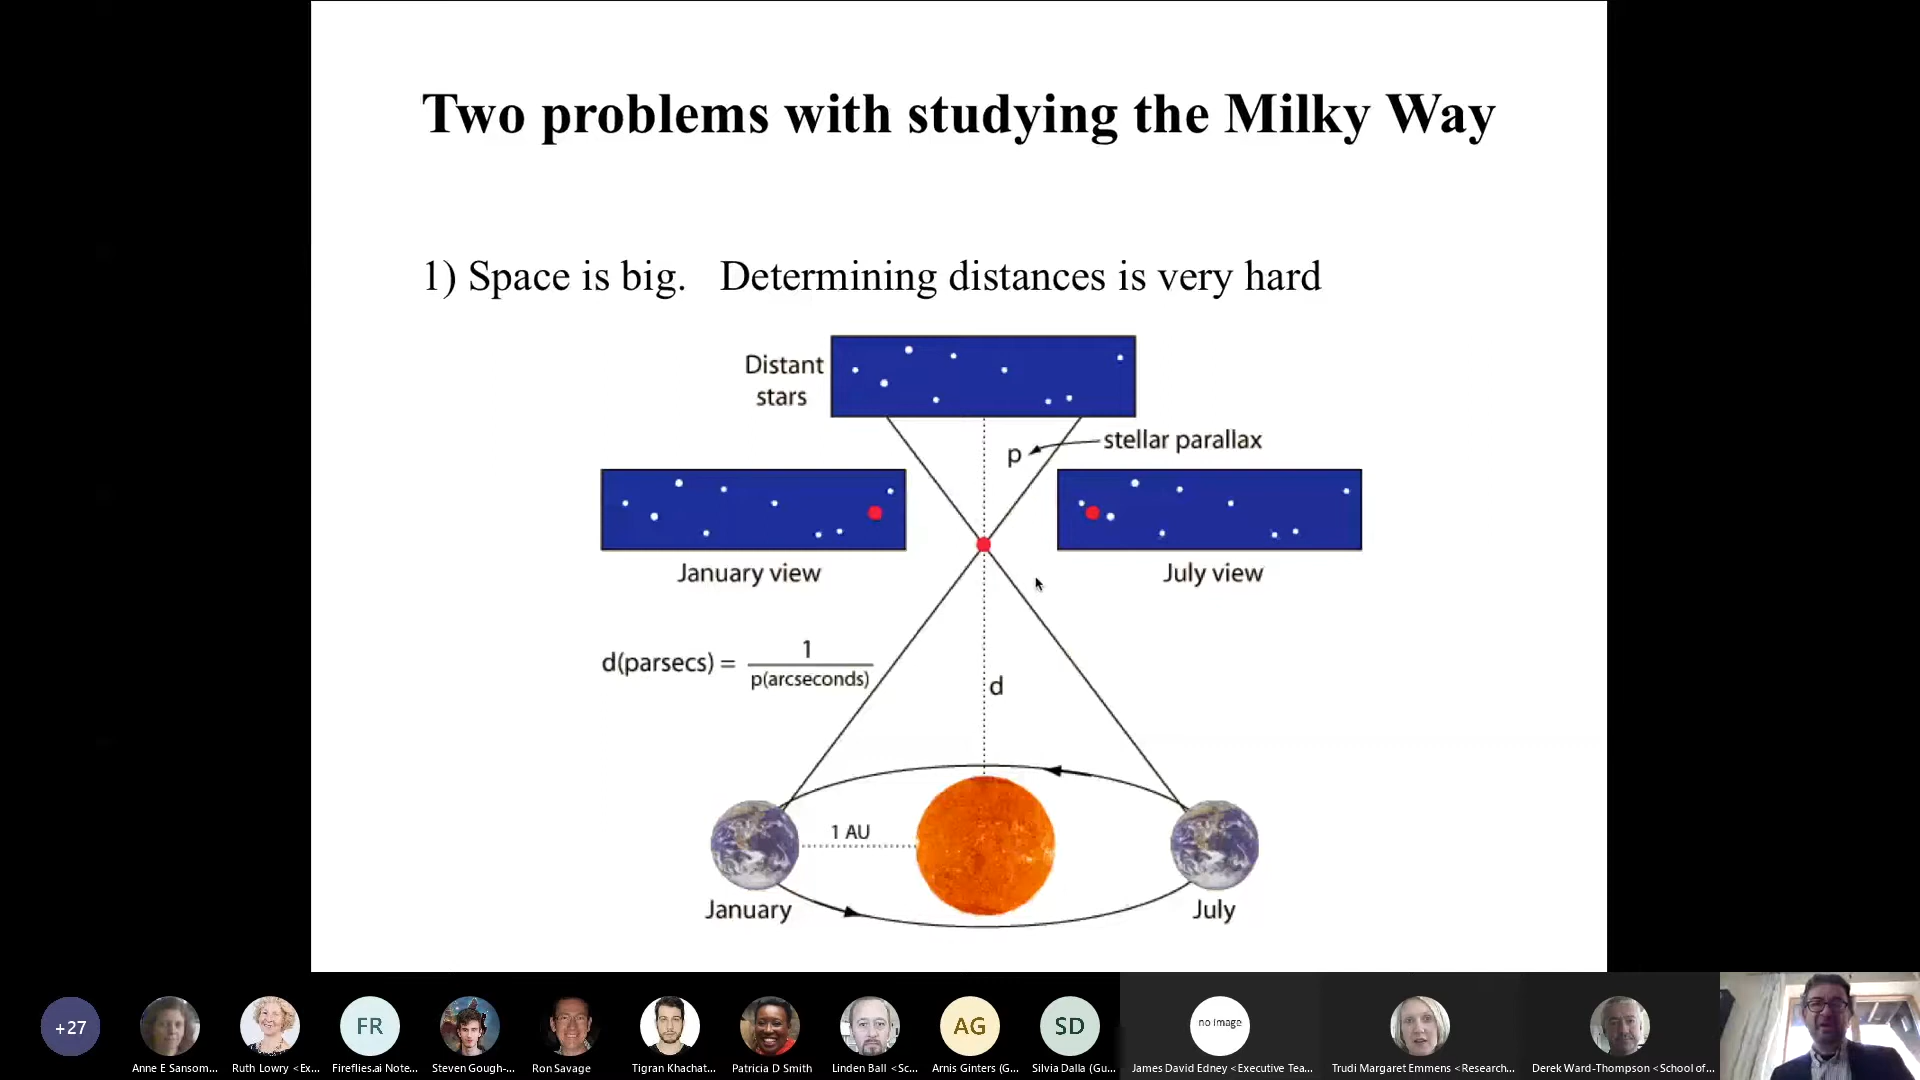 Two problems with studying the Milky Way
1) Space is big.   Determining distances is very hard
Distant
stars
p
stellar parallax
January view
July view
d(parsecs) = 1
p(arcseconds)
d
1 AU
January
July
+27
FR
AG
SD
no image
Anne E Sansom...
Ruth Lowry <Ex...
Fireflies.ai Note...
Steven Gough-...
Ron Savage
Tigran Khachat...
Patricia D Smith
Linden Ball <Sc...
Arnis Ginters (G...
Silvia Dalla (Gu...
James David Edney <Executive Tea...
Trudi Margaret Emmens <Research...
Derek Ward-Thompson <School of...